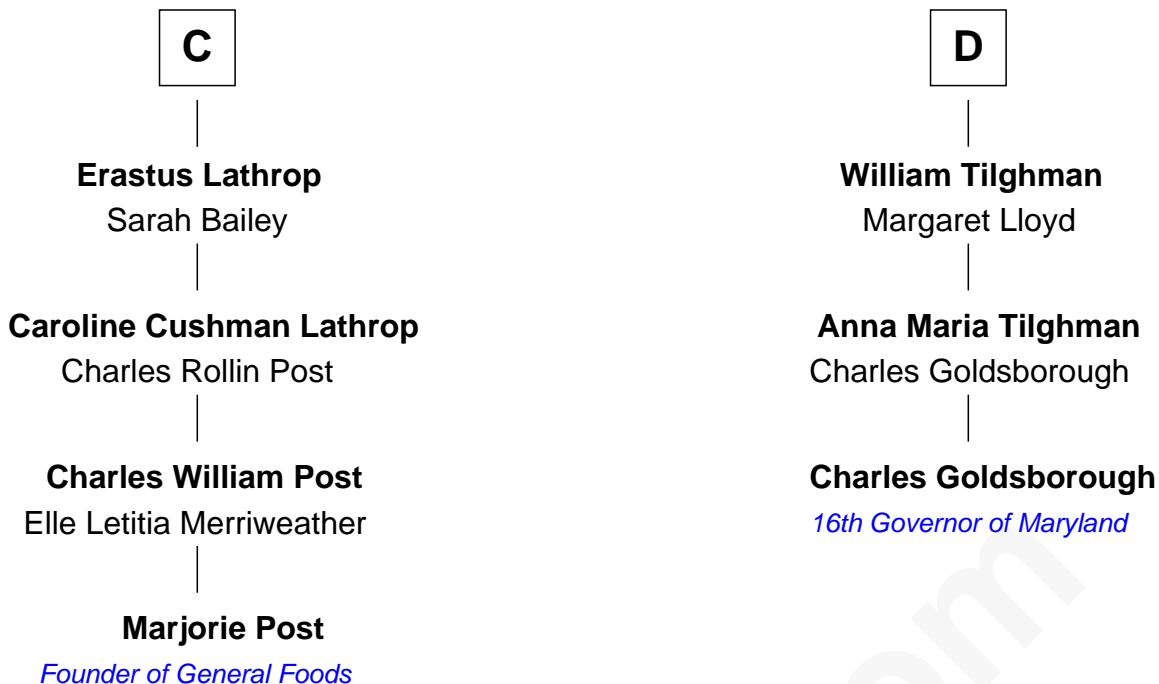 C
Erastus Lathrop
Sarah Bailey
Caroline Cushman Lathrop
Charles Rollin Post
Charles William Post
Elle Letitia Merriweather
Marjorie Post
Founder of General Foods
D
William Tilghman
Margaret Lloyd
Anna Maria Tilghman
Charles Goldsborough
Charles Goldsborough
16th Governor of Maryland
om